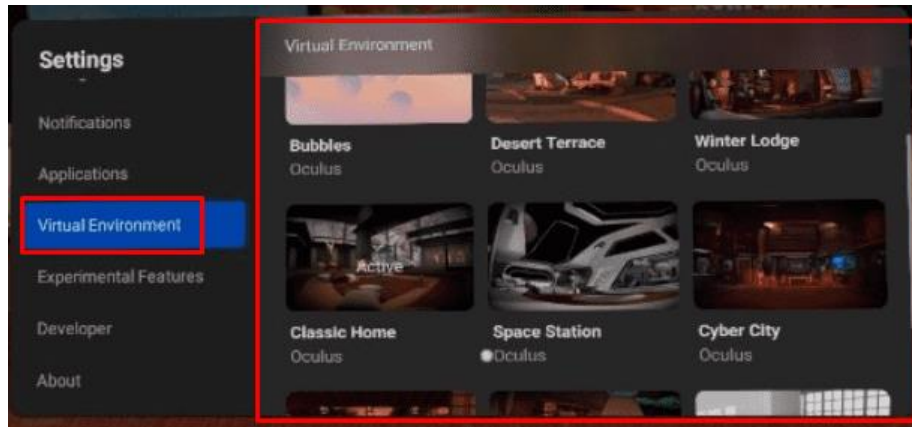 Settings
Notifications
Applications
Virtual Environment
Experimental Features
Developer
About
Virtual Environment
Bubbles
Oculus
Desert Terrace
Oculus
Winter Lodge
Oculus
Active
Classic Home
Oculus
Space Station
Oculus
Cyber City
Oculus